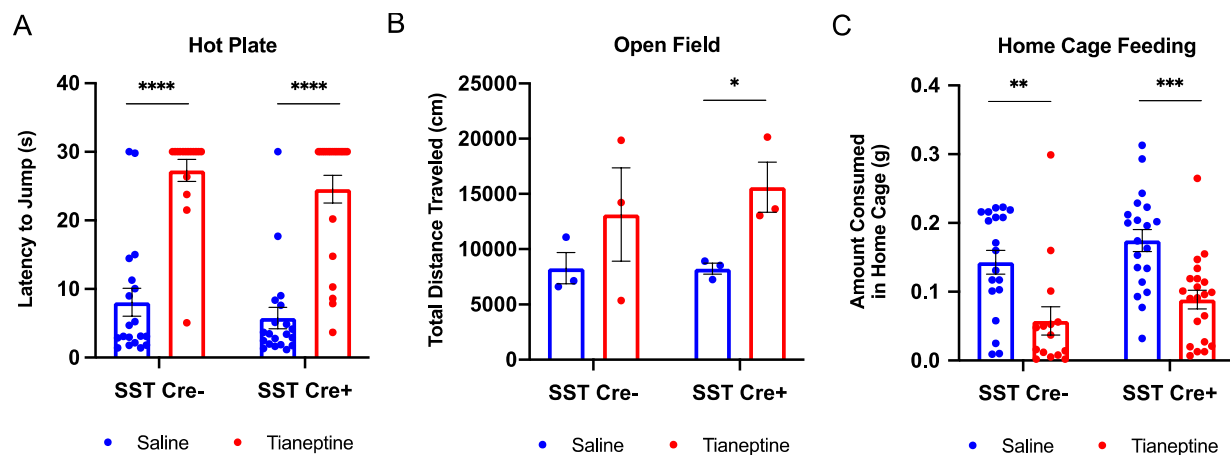 A
Hot Plate
Latency to Jump (s)
40
30
20
10
0
****
****
SST Cre-
SST Cre+
Saline
Tianeptine
B
Open Field
Total Distance Traveled (cm)
25000
20000
15000
10000
5000
0
*
SST Cre-
SST Cre+
Saline
Tianeptine
C
Home Cage Feeding
Amount Consumed
in Home Cage (g)
0.4
0.3
0.2
0.1
0.0
**
***
SST Cre-
SST Cre+
Saline
Tianeptine